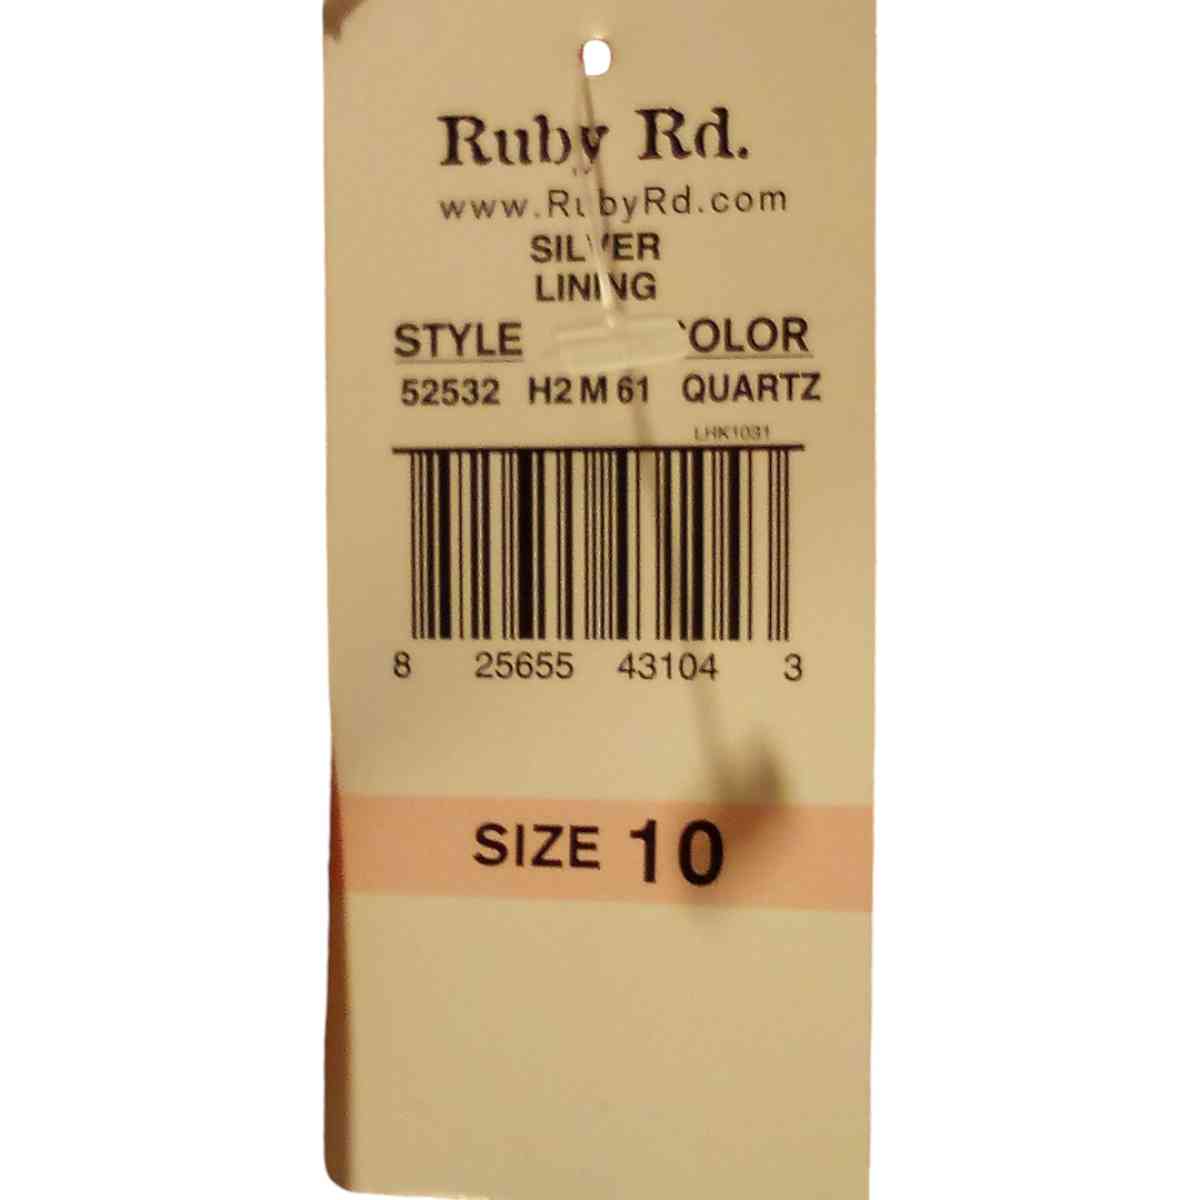 Ruby Rd.
www.RubyRd.com
SILVER
LINING
STYLE COLOR
52532 H2 M 61 QUARTZ
LHK1031
8 25655 43104 3
SIZE 10